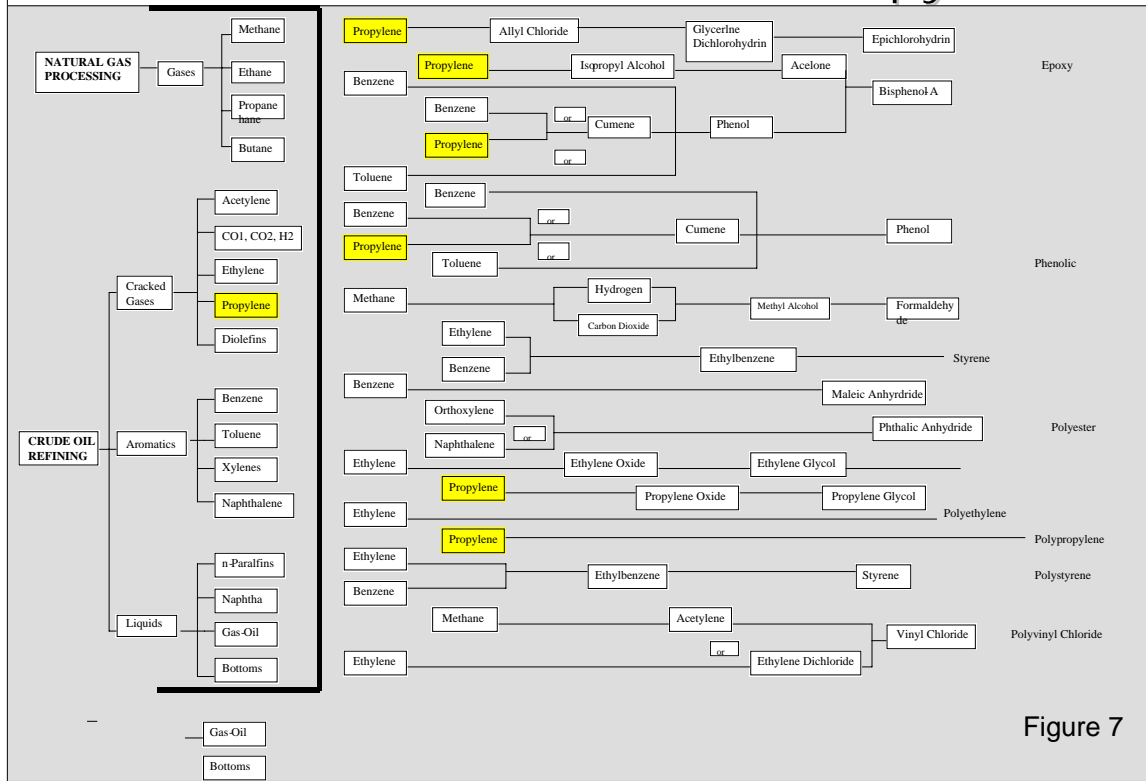 NATURAL GAS
PROCESSING
Gases
Methane
Ethane
Propane
hane
Butane
CRUDE OIL
REFINING
Cracked
Gases
Acetylene
CO1, CO2, H2
Ethylene
Propylene
Diolefins
Aromatics
Benzene
Toluene
Xylenes
Naphthalene
Liquids
n-Paralfins
Naphtha
Gas-Oil
Bottoms
Gas-Oil
Bottoms
Propylene
Allyl Chloride
Glycerlne
Dichlorohydrin
Epichlorohydrin
Propylene
Isopropyl Alcohol
Acelone
Epoxy
Benzene
Bisphenol-A
Benzene
or
Cumene
Phenol
Propylene
or
Toluene
Benzene
Benzene
or
Cumene
Phenol
Propylene
or
Toluene
Phenolic
Methane
Hydrogen
Carbon Dioxide
Methyl Alcohol
Formaldehy
de
Ethylene
Benzene
Ethylbenzene
Styrene
Benzene
Maleic Anhyrdride
Orthoxylene
or
Naphthalene
Phthalic Anhydride
Polyester
Ethylene
Ethylene Oxide
Ethylene Glycol
Propylene
Propylene Oxide
Propylene Glycol
Ethylene
Polyethylene
Propylene
Polypropylene
Ethylene
Benzene
Ethylbenzene
Styrene
Polystyrene
Methane
Acetylene
or
Vinyl Chloride
Polyvinyl Chloride
Ethylene
Ethylene Dichloride
Figure 7